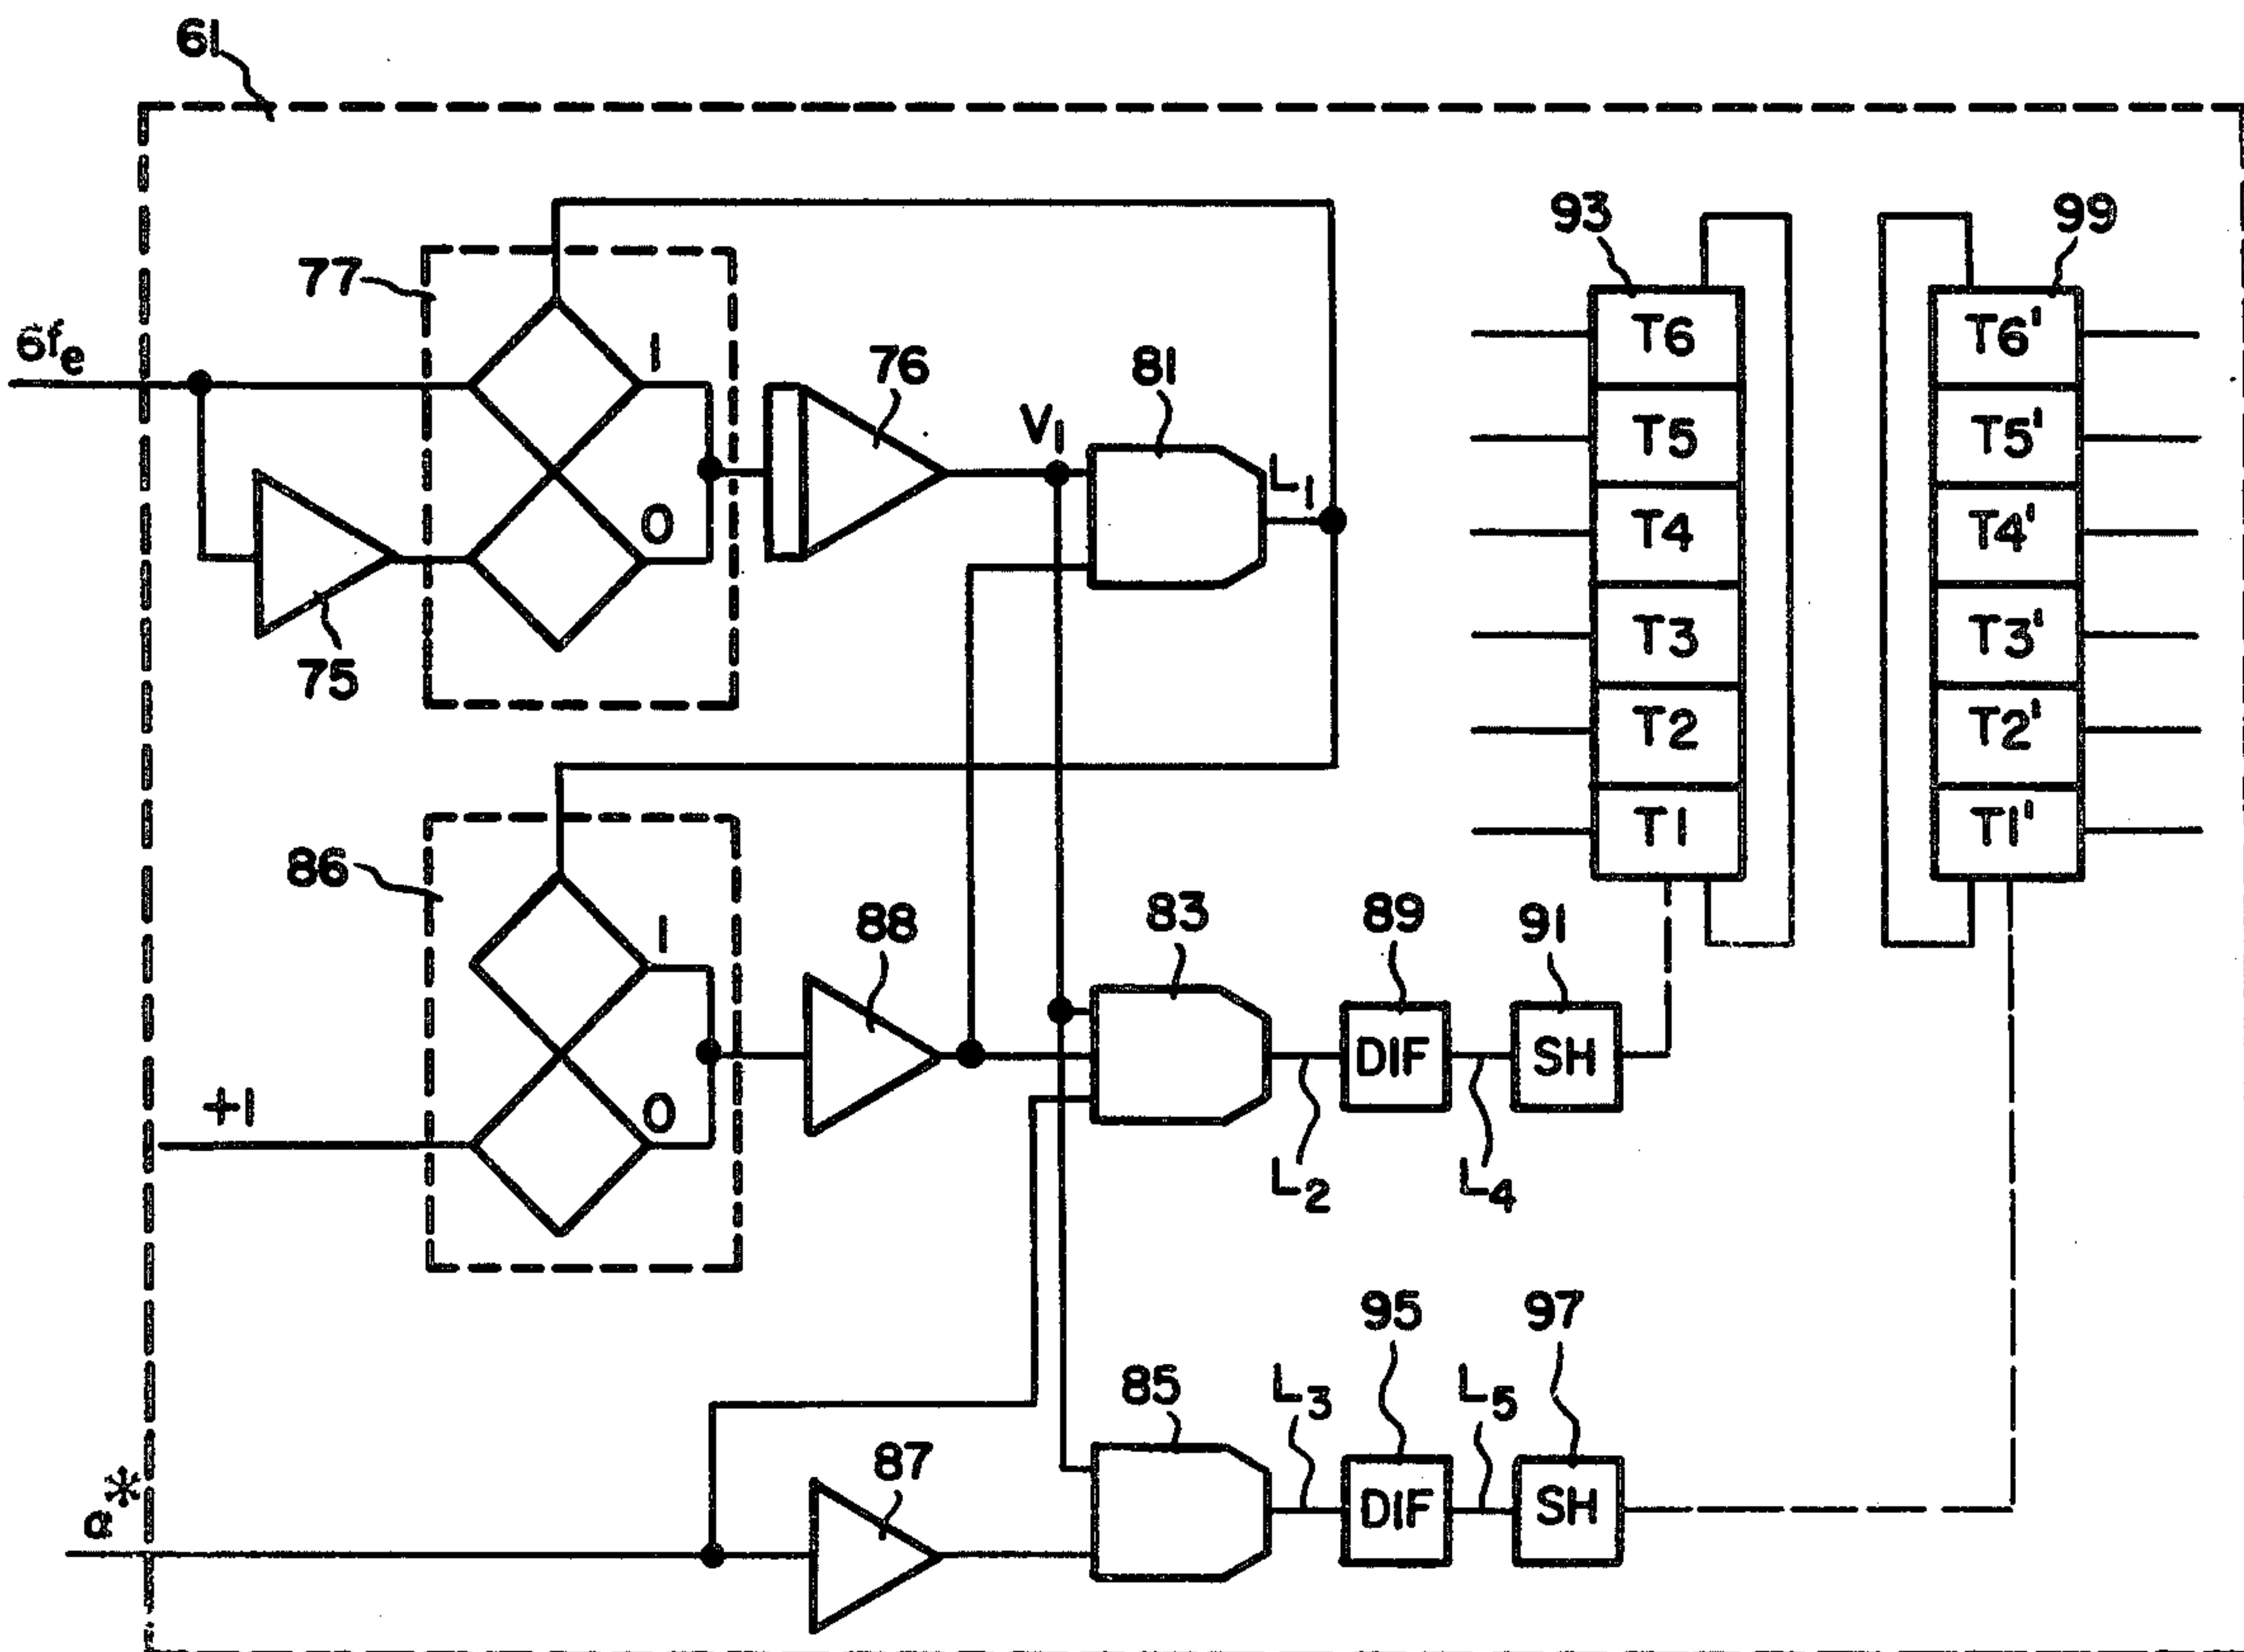 61
93
99
77
6fe
1
76
81
V1
L1
0
75
T6
T5
T4
T3
T2
T1
T6'
T5'
T4'
T3'
T2'
T1'
86
1
88
83
89
91
DIF
SH
+1
0
L2
L4
95
97
85
L3
L5
87
DIF
SH
a*